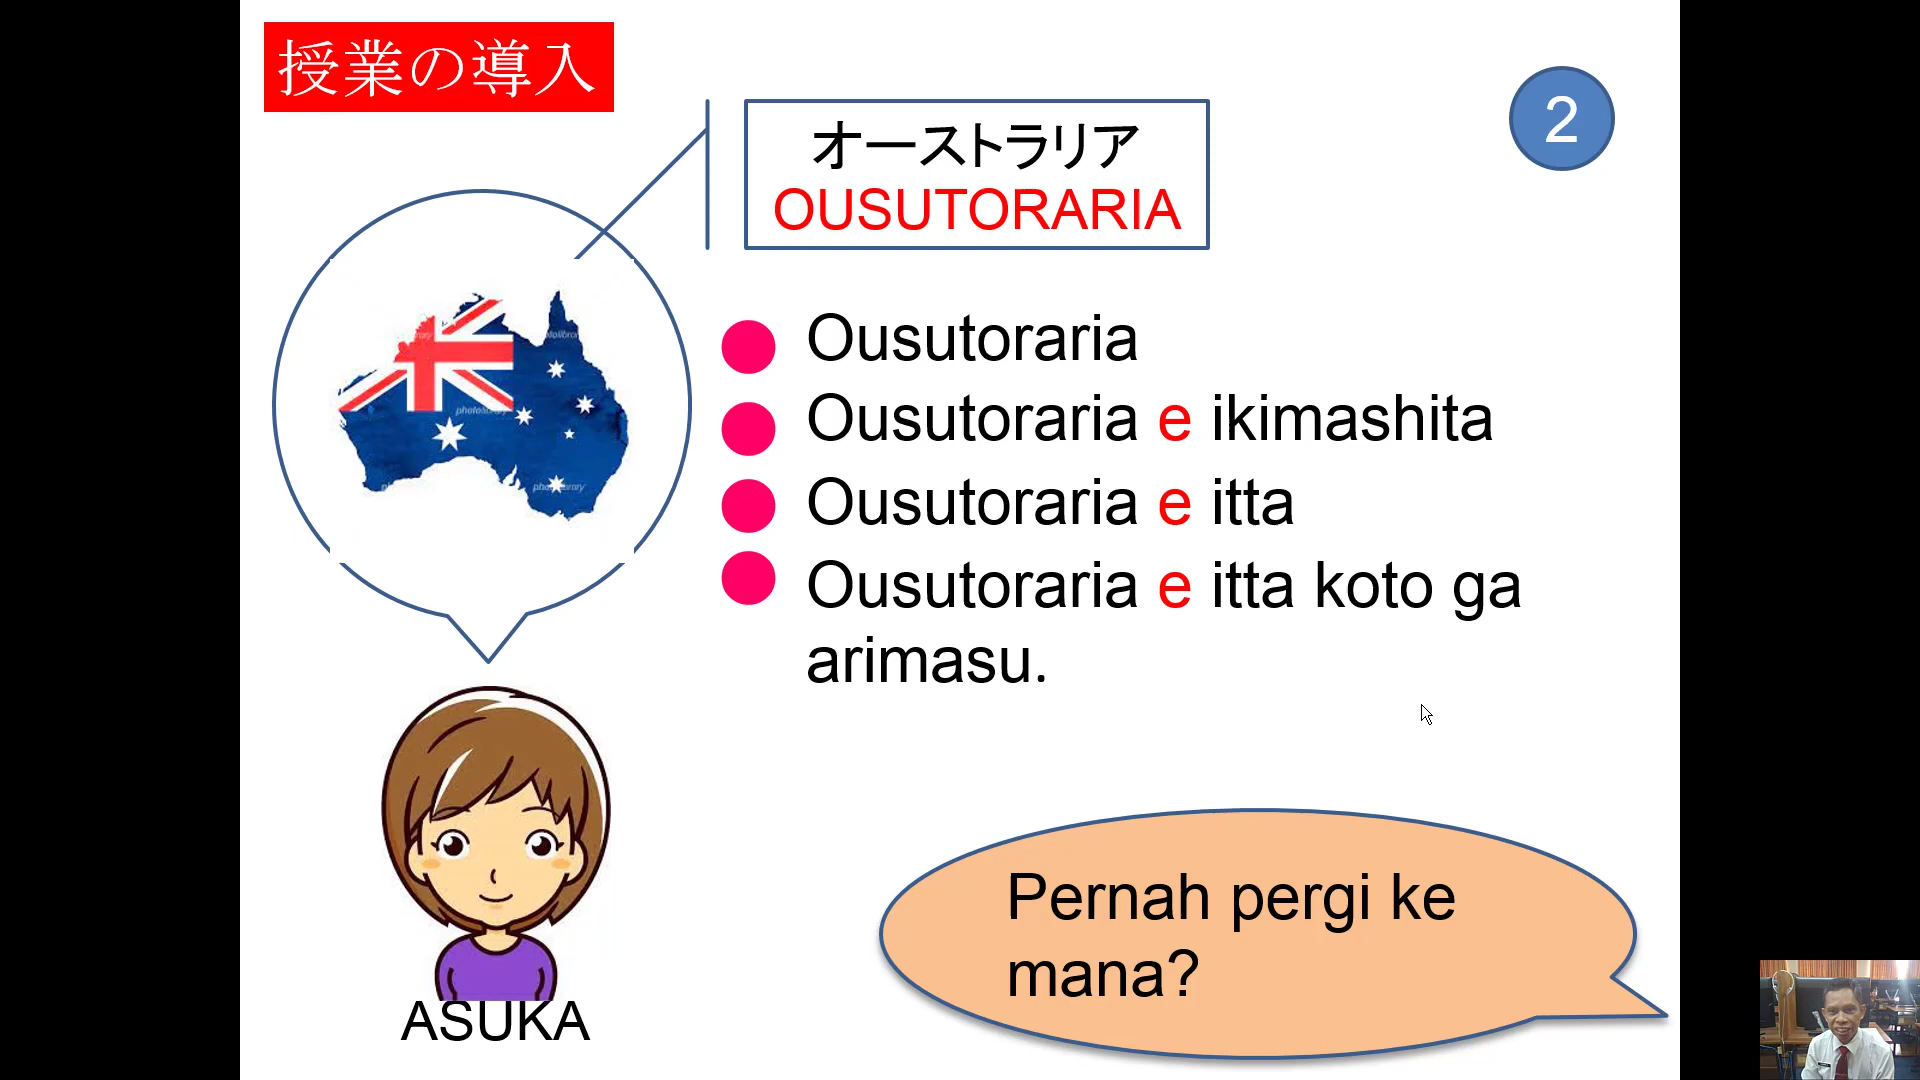 授業の導入
2
オーストラリア
OUSUTORARIA
Ousutoraria
Ousutoraria e ikimashita
Ousutoraria e itta
Ousutoraria e itta koto ga
arimasu.
Pernah pergi ke
mana?
ASUKA